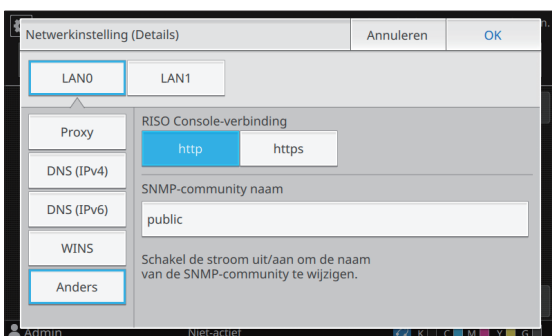 Netwerkinstelling (Details)
Annuleren
OK
LAN0
LAN1
Proxy
DNS (IPv4)
DNS (IPv6)
WINS
Anders
RISO Console-verbinding
http
https
SNMP-community naam
public
Schakel de stroom uit/aan om de naam
van de SNMP-community te wijzigen.
Admin
Niet-actief
K C M Y G